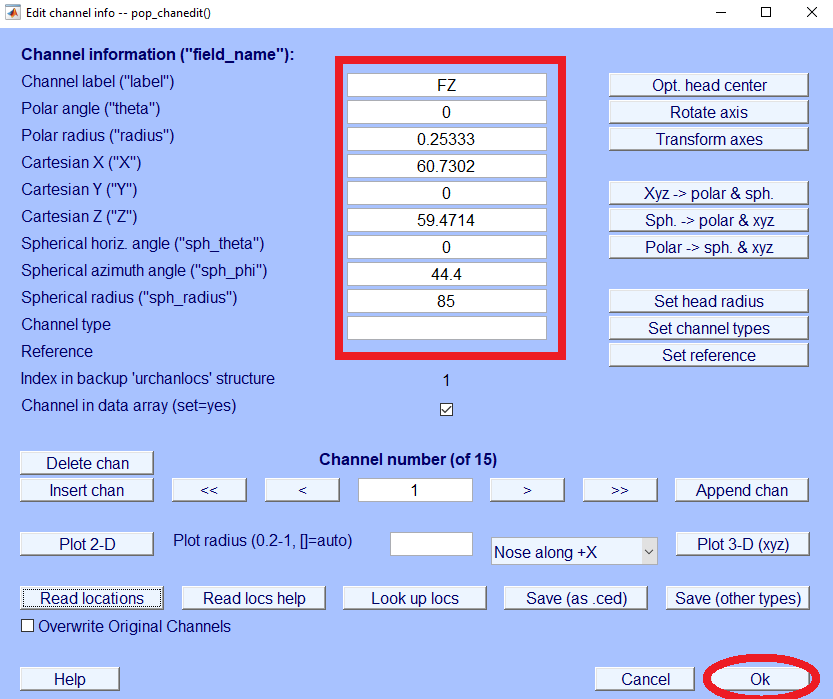 Edit channel info -- pop_chanedit()
Channel information ("field_name"):
Channel label ("label") FZ Opt. head center
Polar angle ("theta") 0 Rotate axis
Polar radius ("radius") 0.25333 Transform axes
Cartesian X ("X") 60.7302
Cartesian Y ("Y") 0 Xyz -> polar & sph.
Cartesian Z ("Z") 59.4714 Sph. -> polar & xyz
Spherical horiz. angle ("sph_theta") 0 Polar -> sph. & xyz
Spherical azimuth angle ("sph_phi") 44.4
Spherical radius ("sph_radius") 85 Set head radius
Channel type Set channel types
Reference Set reference
Index in backup 'urchanlocs' structure 1
Channel in data array (set=yes)
Delete chan Channel number (of 15)
Insert chan << < 1 > >> Append chan
Plot 2-D Plot radius (0.2-1, []=auto) Nose along +X Plot 3-D (xyz)
Read locations Read locs help Look up locs Save (as .ced) Save (other types)
Overwrite Original Channels
Help Cancel Ok